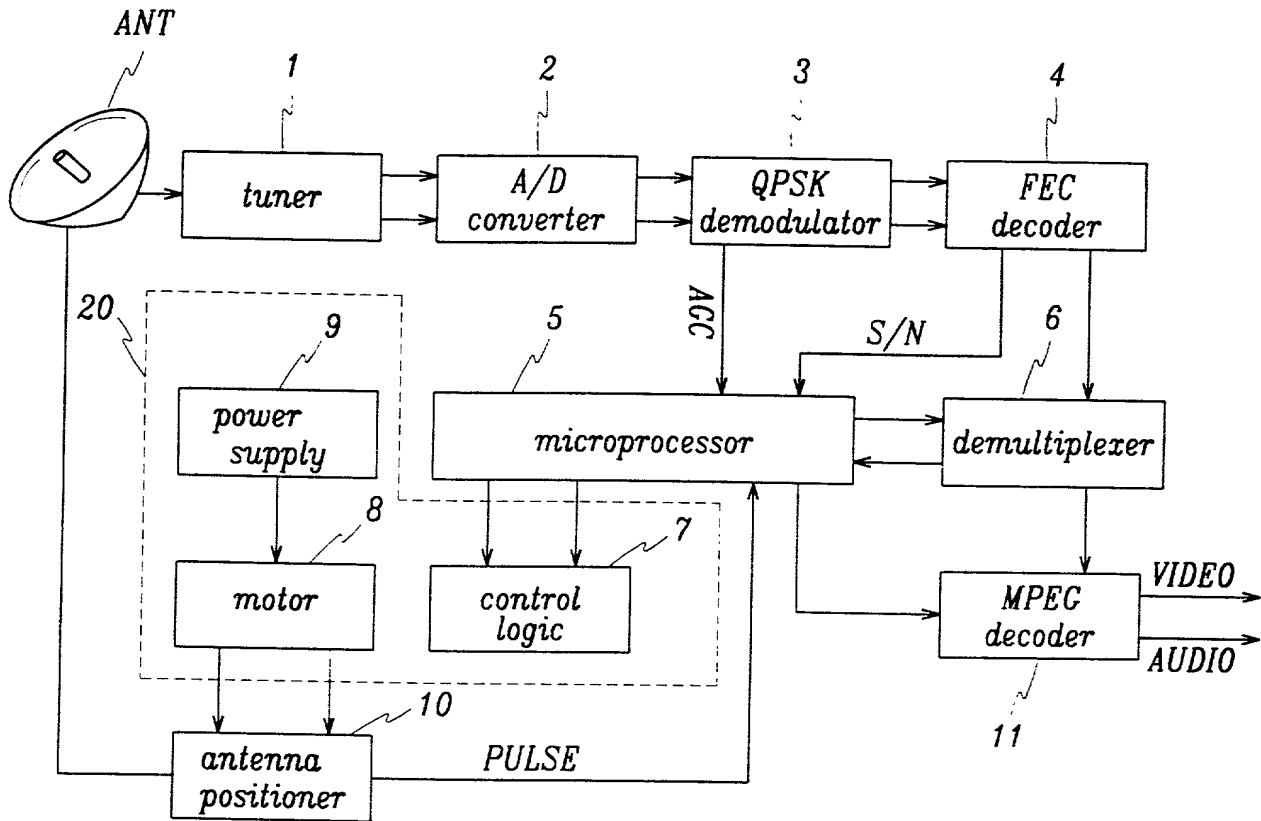 ANT
1
2
3
4
tuner
A/D
converter
QPSK
demodulator
FEC
decoder
20
9
5
AGC
S/N
6
power
supply
microprocessor
demultiplexer
8
7
motor
control
logic
MPEG
decoder
VIDEO
AUDIO
10
11
antenna
positioner
PULSE